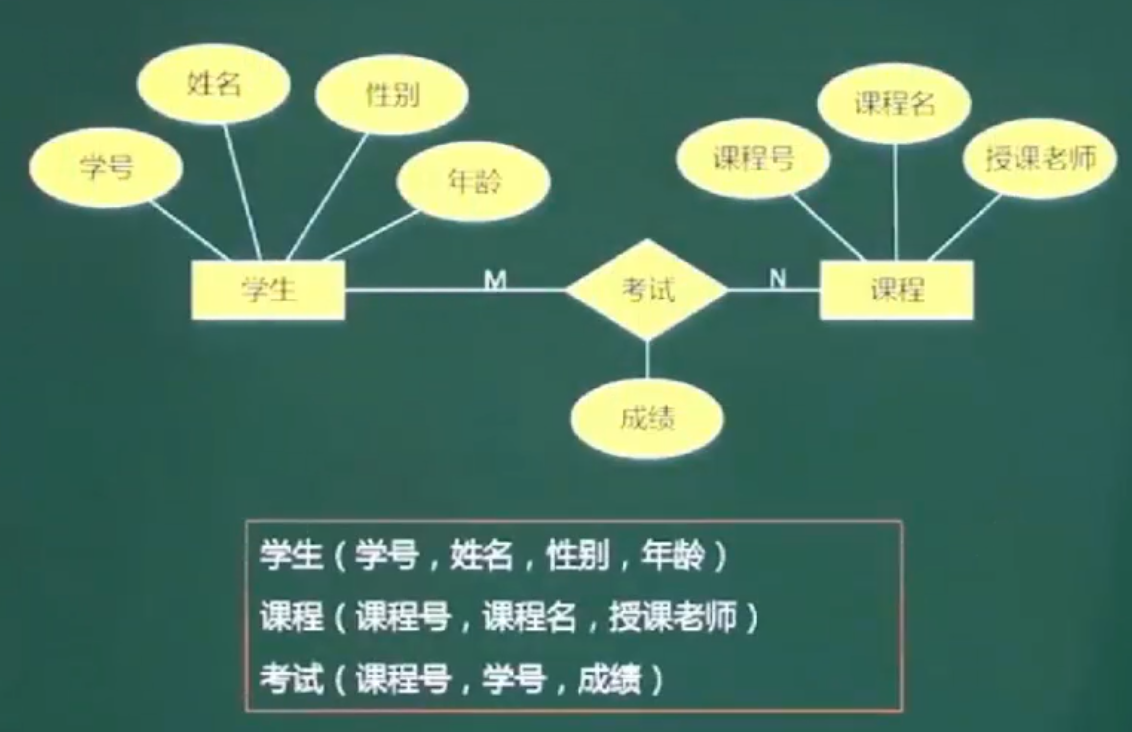 姓名
性别
学号
年龄
课程名
课程号
授课老师
学生
M
考试
N
课程
成绩
学生（学号，姓名，性别，年龄）
课程（课程号，课程名，授课老师）
考试（课程号，学号，成绩）